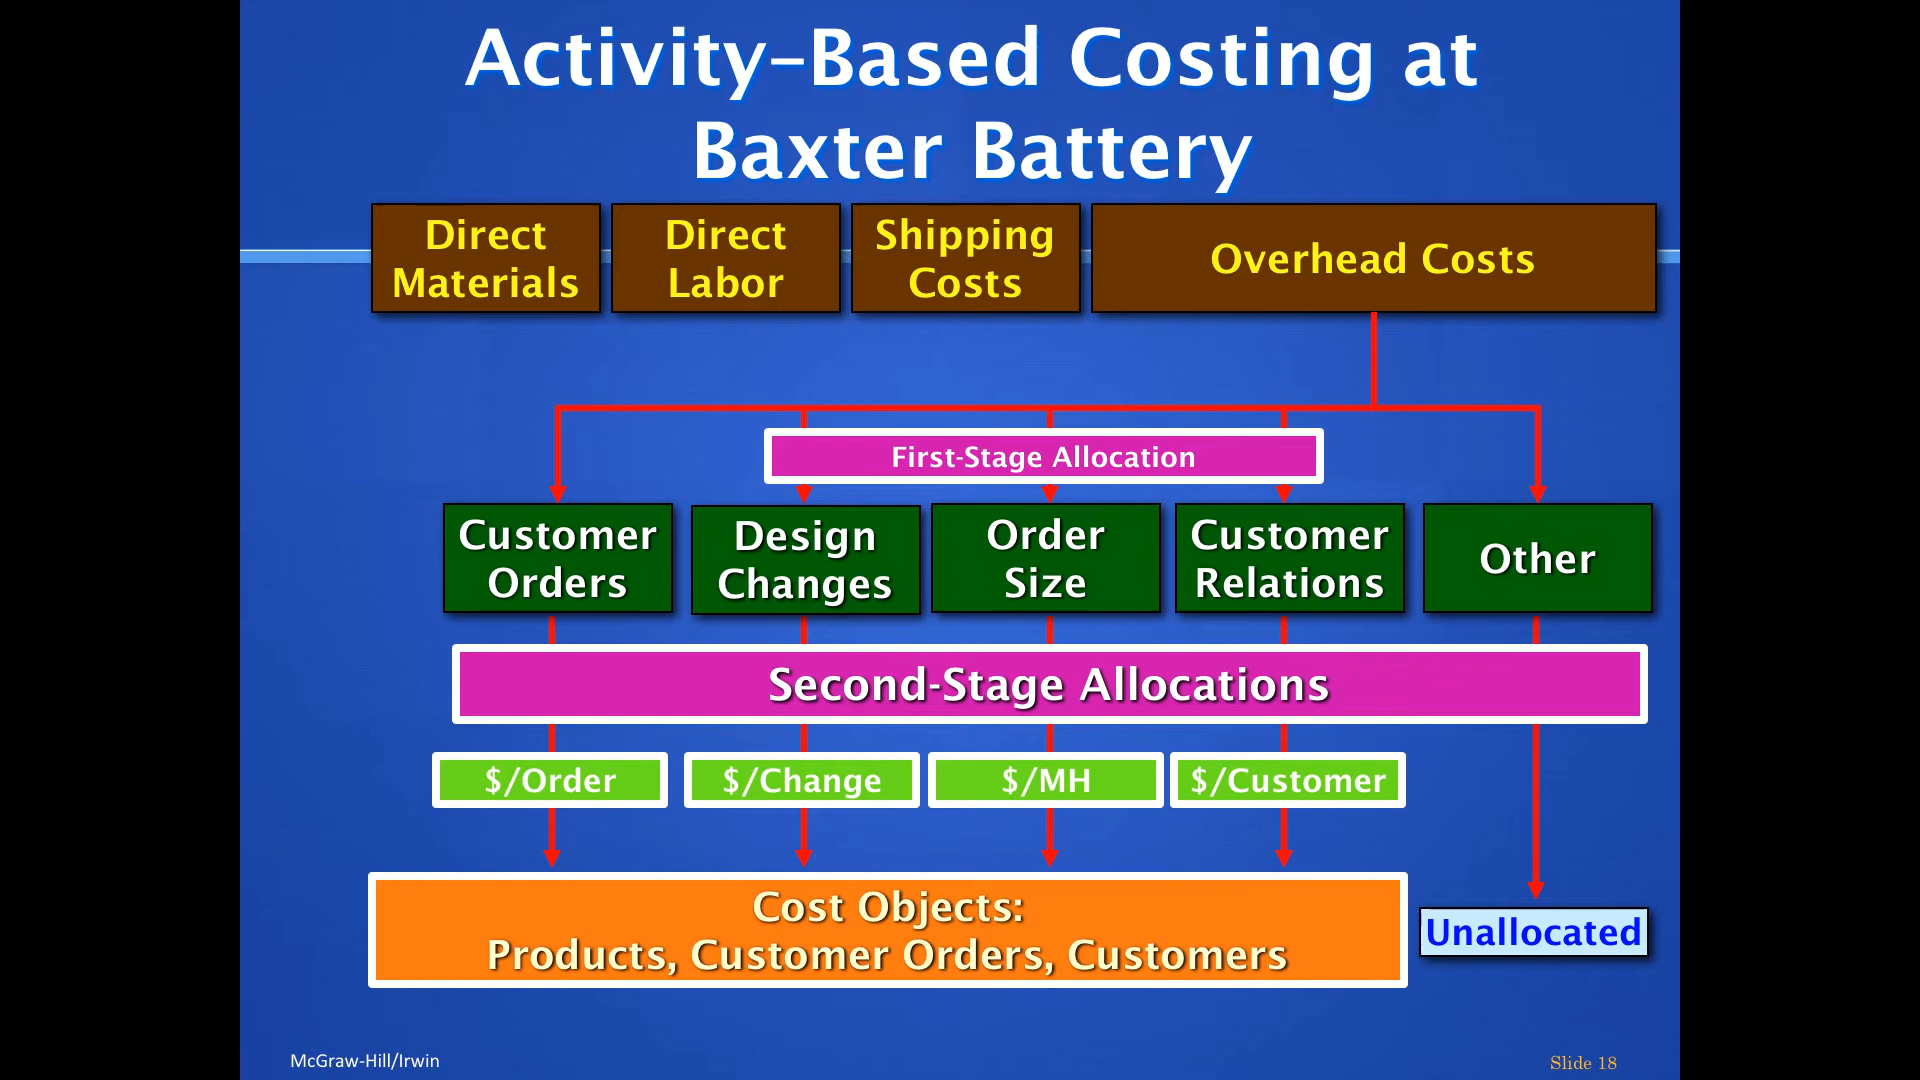 Activity-Based Costing at
Baxter Battery
Direct
Materials
Direct
Labor
Shipping
Costs
Overhead Costs
First-Stage Allocation
Customer
Orders
Design
Changes
Order
Size
Customer
Relations
Other
Second-Stage Allocations
$/Order
$/Change
$/MH
$/Customer
Cost Objects:
Products, Customer Orders, Customers
Unallocated
McGraw-Hill/Irwin
Slide 18